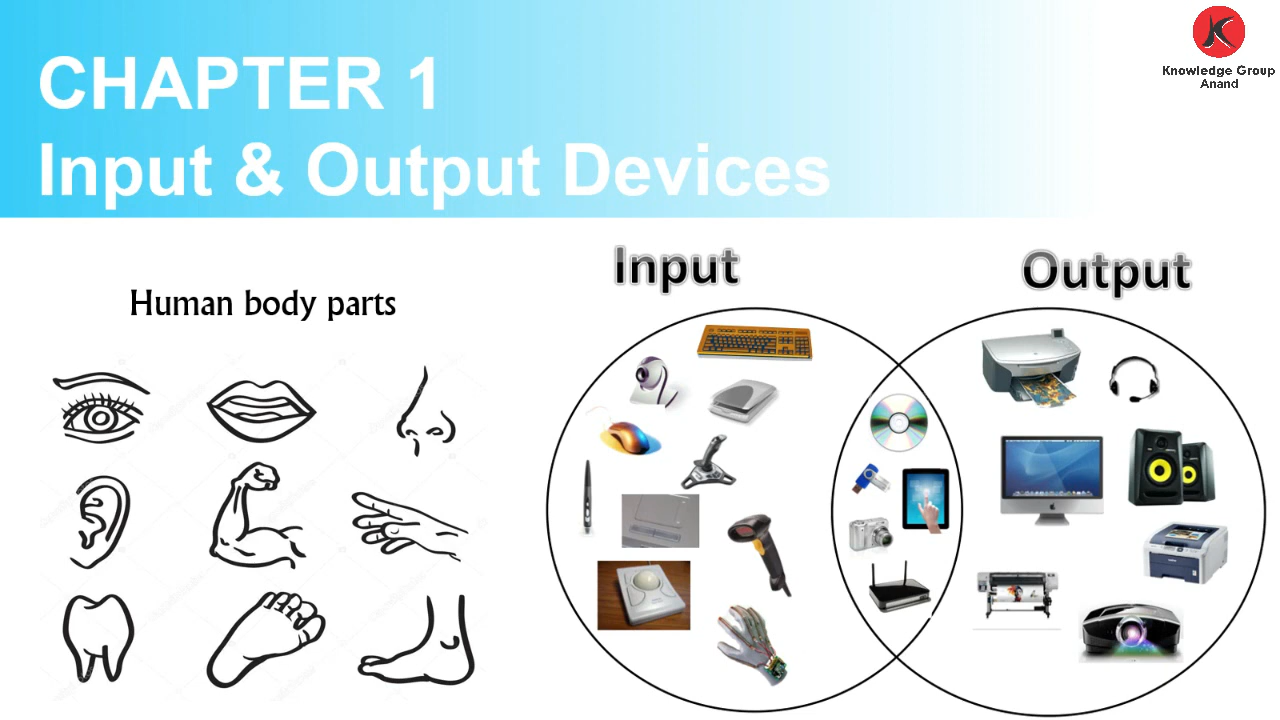 CHAPTER 1
Input & Output Devices
Knowledge Group
Anand
Human body parts
Input
Output